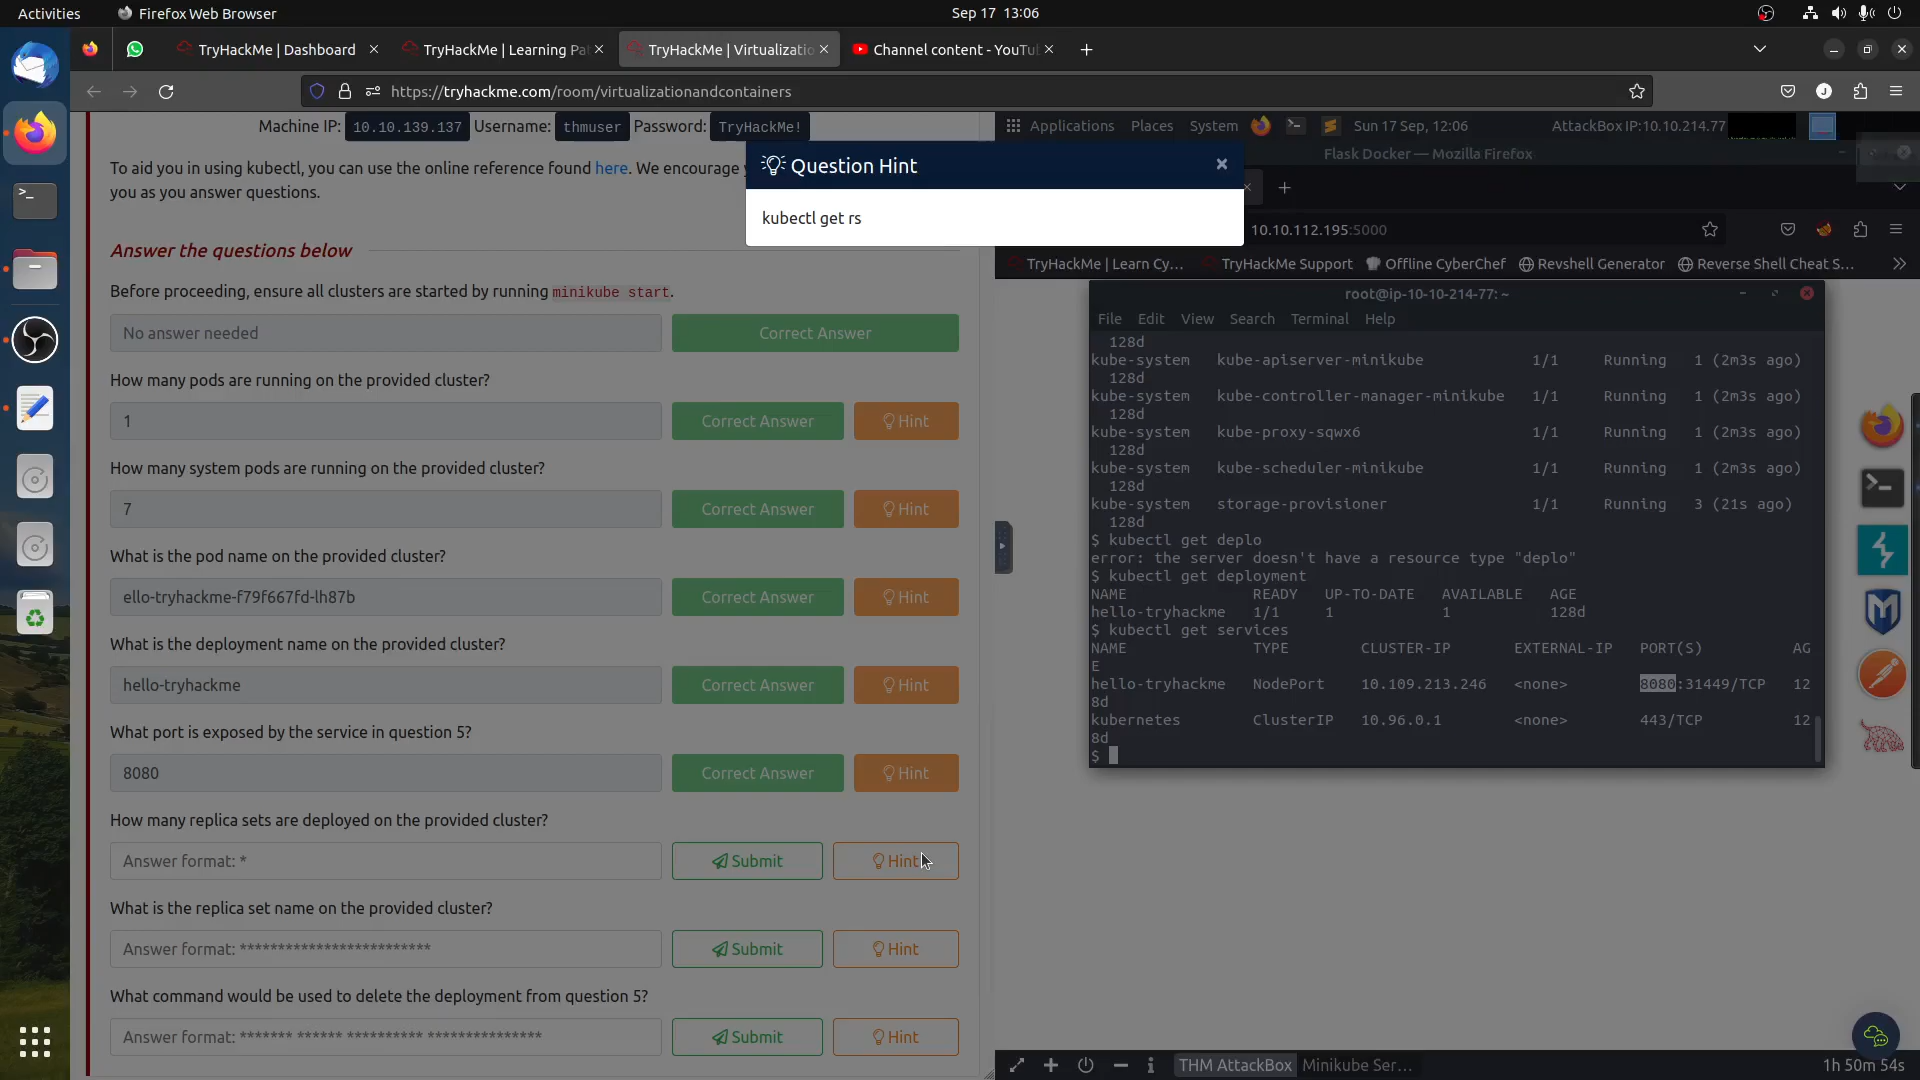 Activities
Firefox Web Browser
Sep 17 13:06
TryHackMe | Dashboard
TryHackMe | Learning Pa
TryHackMe | Virtualizatio
Channel content - YouTu
https://tryhackme.com/room/virtualizationandcontainers
Machine IP: 10.10.139.137 Username: thmuser Password: TryHackMe!
To aid you in using kubectl, you can use the online reference found here. We encourage
you as you answer questions.
Question Hint
kubectl get rs
Answer the questions below
Before proceeding, ensure all clusters are started by running minikube start.
No answer needed
Correct Answer
How many pods are running on the provided cluster?
1
Correct Answer
Hint
How many system pods are running on the provided cluster?
7
Correct Answer
Hint
What is the pod name on the provided cluster?
ello-tryhackme-f79f667fd-lh87b
Correct Answer
Hint
What is the deployment name on the provided cluster?
hello-tryhackme
Correct Answer
Hint
What port is exposed by the service in question 5?
8080
Correct Answer
Hint
How many replica sets are deployed on the provided cluster?
Answer format: *
Submit
Hint
What is the replica set name on the provided cluster?
Answer format: *************************
Submit
Hint
What command would be used to delete the deployment from question 5?
Answer format: ******* ****** ********** ***************
Submit
Hint
Applications Places System
Sun 17 Sep, 12:06
AttackBox IP:10.10.214.77
Flask Docker — Mozilla Firefox
10.10.112.195:5000
TryHackMe | Learn Cy...
TryHackMe Support
Offline CyberChef
Revshell Generator
Reverse Shell Cheat S...
root@ip-10-10-214-77: ~
File Edit View Search Terminal Help
128d
kube-system kube-apiserver-minikube 1/1 Running 1 (2m3s ago)
128d
kube-system kube-controller-manager-minikube 1/1 Running 1 (2m3s ago)
128d
kube-system kube-proxy-sqwx6 1/1 Running 1 (2m3s ago)
128d
kube-system kube-scheduler-minikube 1/1 Running 1 (2m3s ago)
128d
kube-system storage-provisioner 1/1 Running 3 (21s ago)
128d
$ kubectl get deplo
error: the server doesn't have a resource type "deplo"
$ kubectl get deployment
NAME READY UP-TO-DATE AVAILABLE AGE
hello-tryhackme 1/1 1 1 128d
$ kubectl get services
NAME TYPE CLUSTER-IP EXTERNAL-IP PORT(S) AG
E
hello-tryhackme NodePort 10.109.213.246 <none> 8080:31449/TCP 12
8d
kubernetes ClusterIP 10.96.0.1 <none> 443/TCP 12
8d
$
THM AttackBox
Minikube Ser...
1h 50m 54s